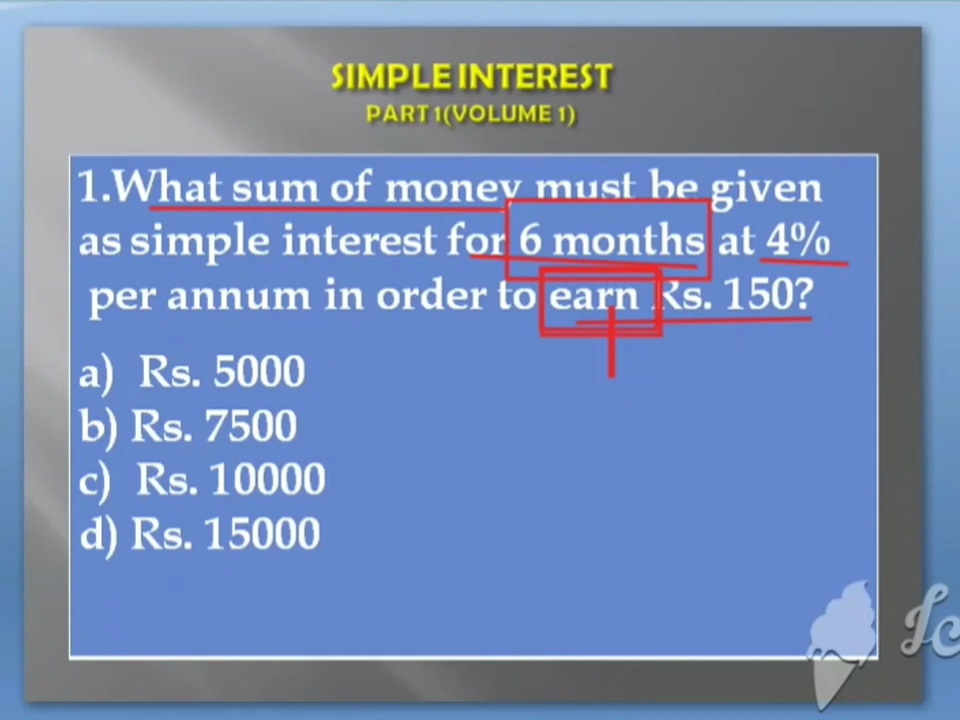 SIMPLE INTEREST
PART 1(VOLUME 1)
1.What sum of money must be given
as simple interest for 6 months at 4%
per annum in order to earn Rs. 150?
a) Rs. 5000
b) Rs. 7500
c) Rs. 10000
d) Rs. 15000